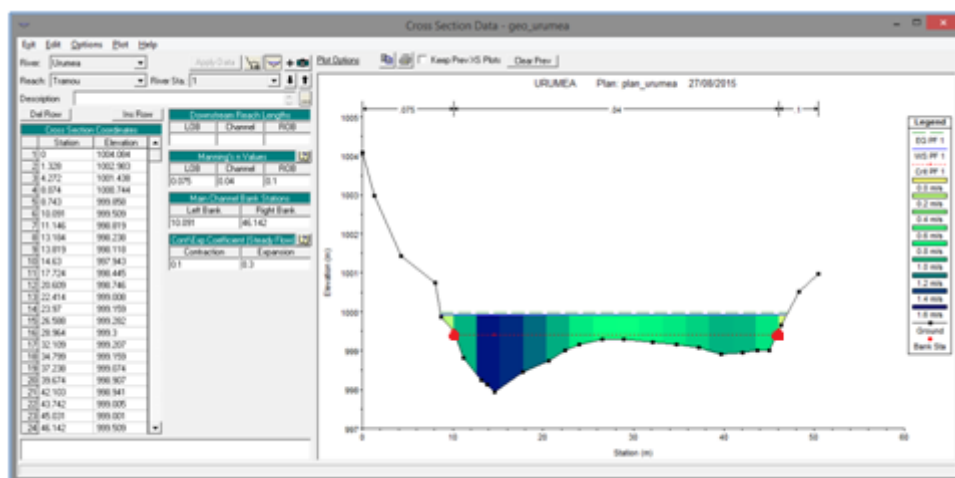 Cross Section Data - geo_urumea
Exit Edit Options Plot Help
River: Urumea
Apply Data
Plot Options
Keep Prev XS Plots
Clear Prev
Reach: Tramou
River Sta.: 1
Description
Del Row
Ins Row
Cross Section Coordinates
Station Elevation
1 0 1004.084
2 1.328 1002.983
3 4.272 1001.438
4 8.074 1000.744
5 8.743 999.858
6 10.091 999.509
7 11.146 998.819
8 13.184 998.238
9 13.819 998.118
10 14.63 997.943
11 17.724 998.445
12 20.609 998.746
13 22.414 999.008
14 23.97 999.159
15 26.588 999.282
16 28.964 999.3
17 32.109 999.207
18 34.799 999.159
19 37.238 999.074
20 39.674 998.907
21 42.103 998.941
22 43.742 999.005
23 45.031 999.001
24 46.142 999.509
Downstream Reach Lengths
LOB Channel ROB
Manning's n Values
LOB Channel ROB
0.075 0.04 0.1
Main Channel Bank Stations
Left Bank Right Bank
10.091 46.142
Cont\Exp Coefficient (Steady Flow)
Contraction Expansion
0.1 0.3
URUMEA Plan: plan_urumea 27/08/2015
.075 .04 .1
1005
1004
1003
1002
1001
1000
999
998
997
Elevation (m)
0 10 20 30 40 50 60
Station (m)
Legend
EG PF 1
WS PF 1
Crit PF 1
0.0 m/s
0.2 m/s
0.4 m/s
0.6 m/s
0.8 m/s
1.0 m/s
1.2 m/s
1.4 m/s
1.6 m/s
Ground
Bank Sta